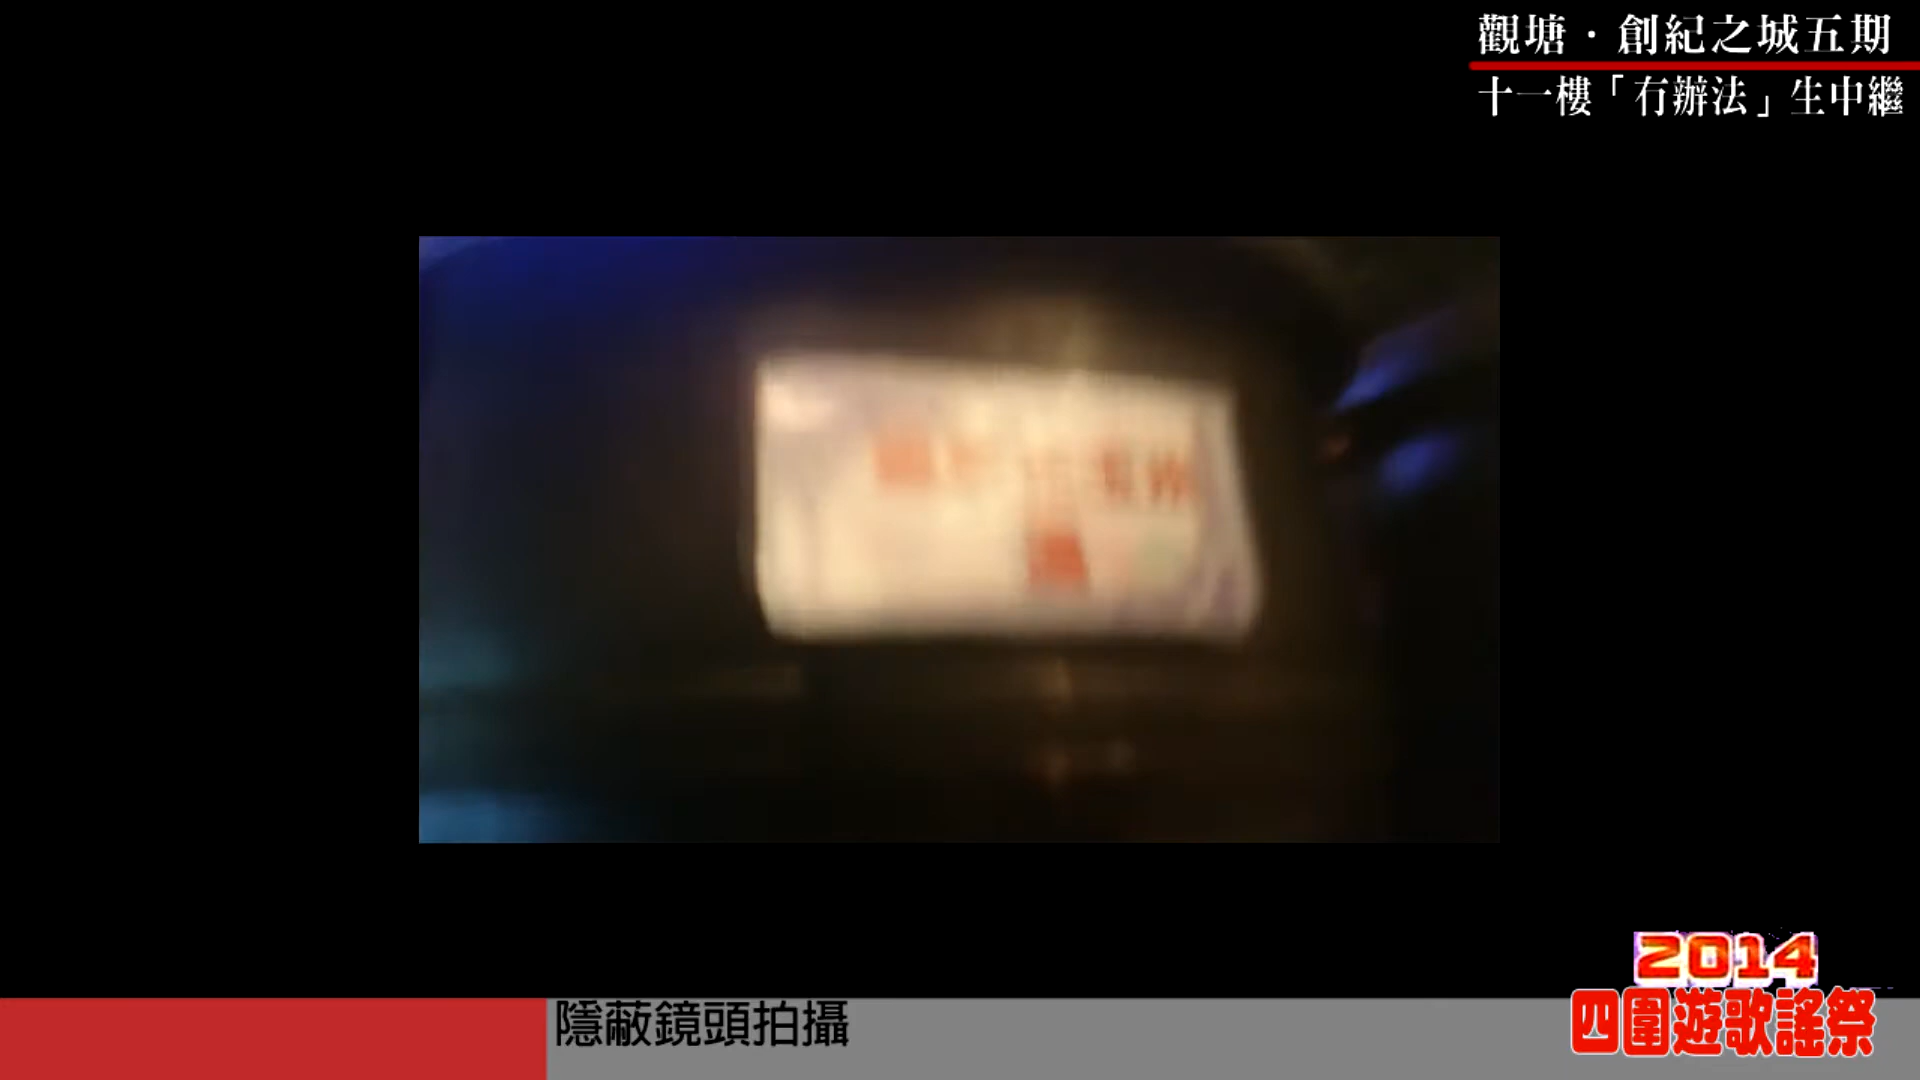 觀塘·創紀之城五期
十一樓「冇辦法」生中繼
隱蔽鏡頭拍攝
2014
四圍遊歌謠祭